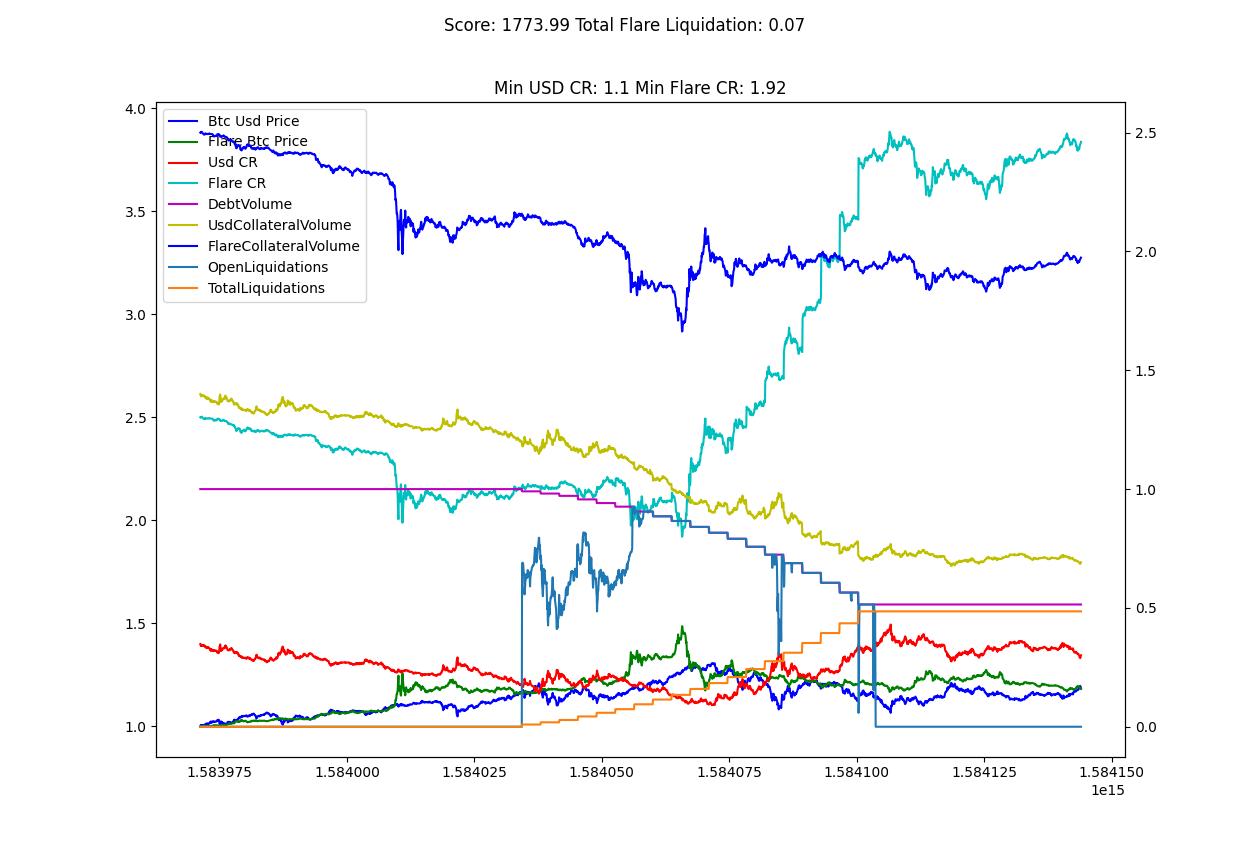 Score: 1773.99 Total Flare Liquidation: 0.07
Min USD CR: 1.1 Min Flare CR: 1.92
Btc Usd Price
Flare Btc Price
Usd CR
Flare CR
DebtVolume
UsdCollateralVolume
FlareCollateralVolume
OpenLiquidations
TotalLiquidations
4.0
3.5
3.0
2.5
2.0
1.5
1.0
2.5
2.0
1.5
1.0
0.5
0.0
1.583975 1.584000 1.584025 1.584050 1.584075 1.584100 1.584125 1.584150
1e15